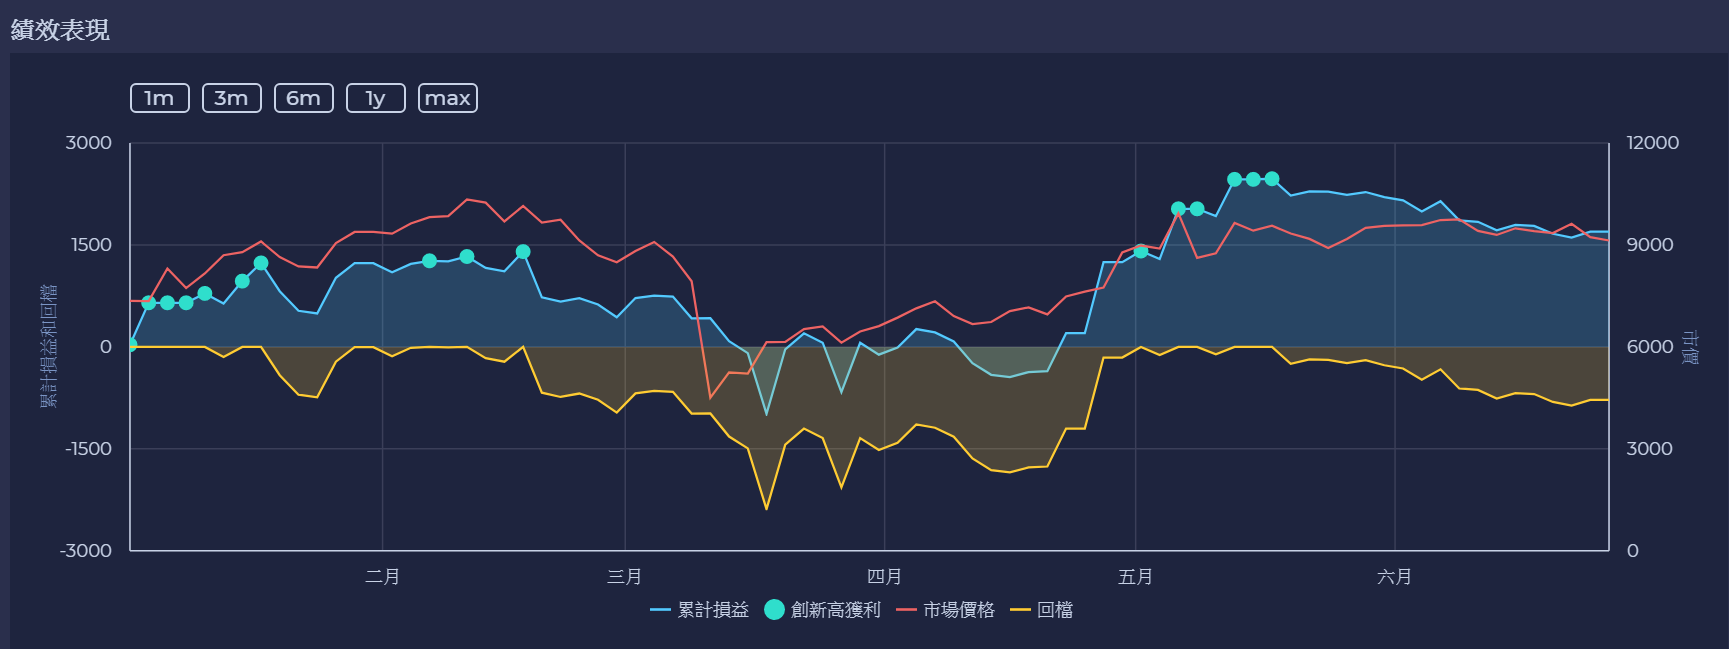 績效表現
1m 3m 6m 1y max
3000
1500
0
-1500
-3000
累計損益和回檔
12000
9000
6000
3000
0
市價
二月 三月 四月 五月 六月
累計損益 創新高獲利 市場價格 回檔